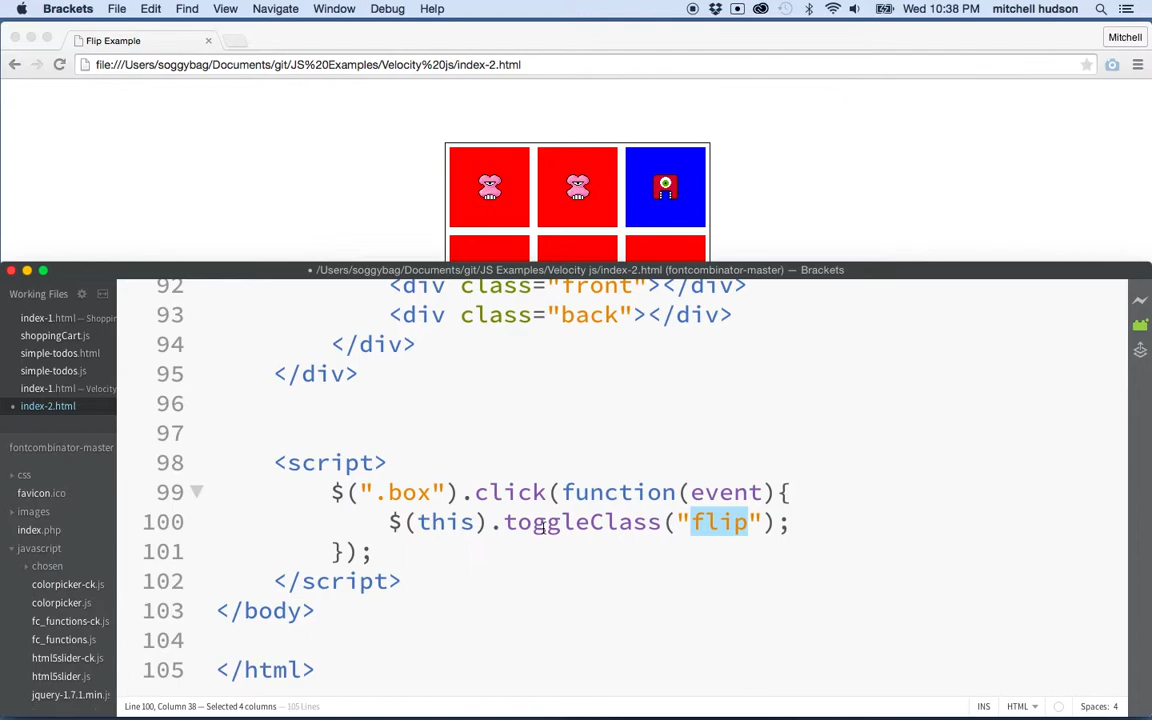 Brackets File Edit Find View Navigate Window Debug Help Wed 10:38 PM mitchell hudson
Flip Example Mitchell
file:///Users/soggybag/Documents/git/JS%20Examples/Velocity%20js/index-2.html
• /Users/soggybag/Documents/git/JS Examples/Velocity js/index-2.html (fontcombinator-master) — Brackets
Working Files
index-1.html — Shoppin
shoppingCart.js
simple-todos.html
simple-todos.js
index-1.html — Velocity
index-2.html
fontcombinator-master
css
favicon.ico
images
index.php
javascript
chosen
colorpicker-ck.js
colorpicker.js
fc_functions-ck.js
fc_functions.js
html5slider-ck.js
html5slider.js
jquery-1.7.1.min.js
92 <div class="front"></div>
93 <div class="back"></div>
94 </div>
95 </div>
96
97
98 <script>
99 $(".box").click(function(event){
100 $(this).toggleClass("flip");
101 });
102 </script>
103 </body>
104
105 </html>
Line 100, Column 38 — Selected 4 columns — 105 Lines INS HTML Spaces: 4